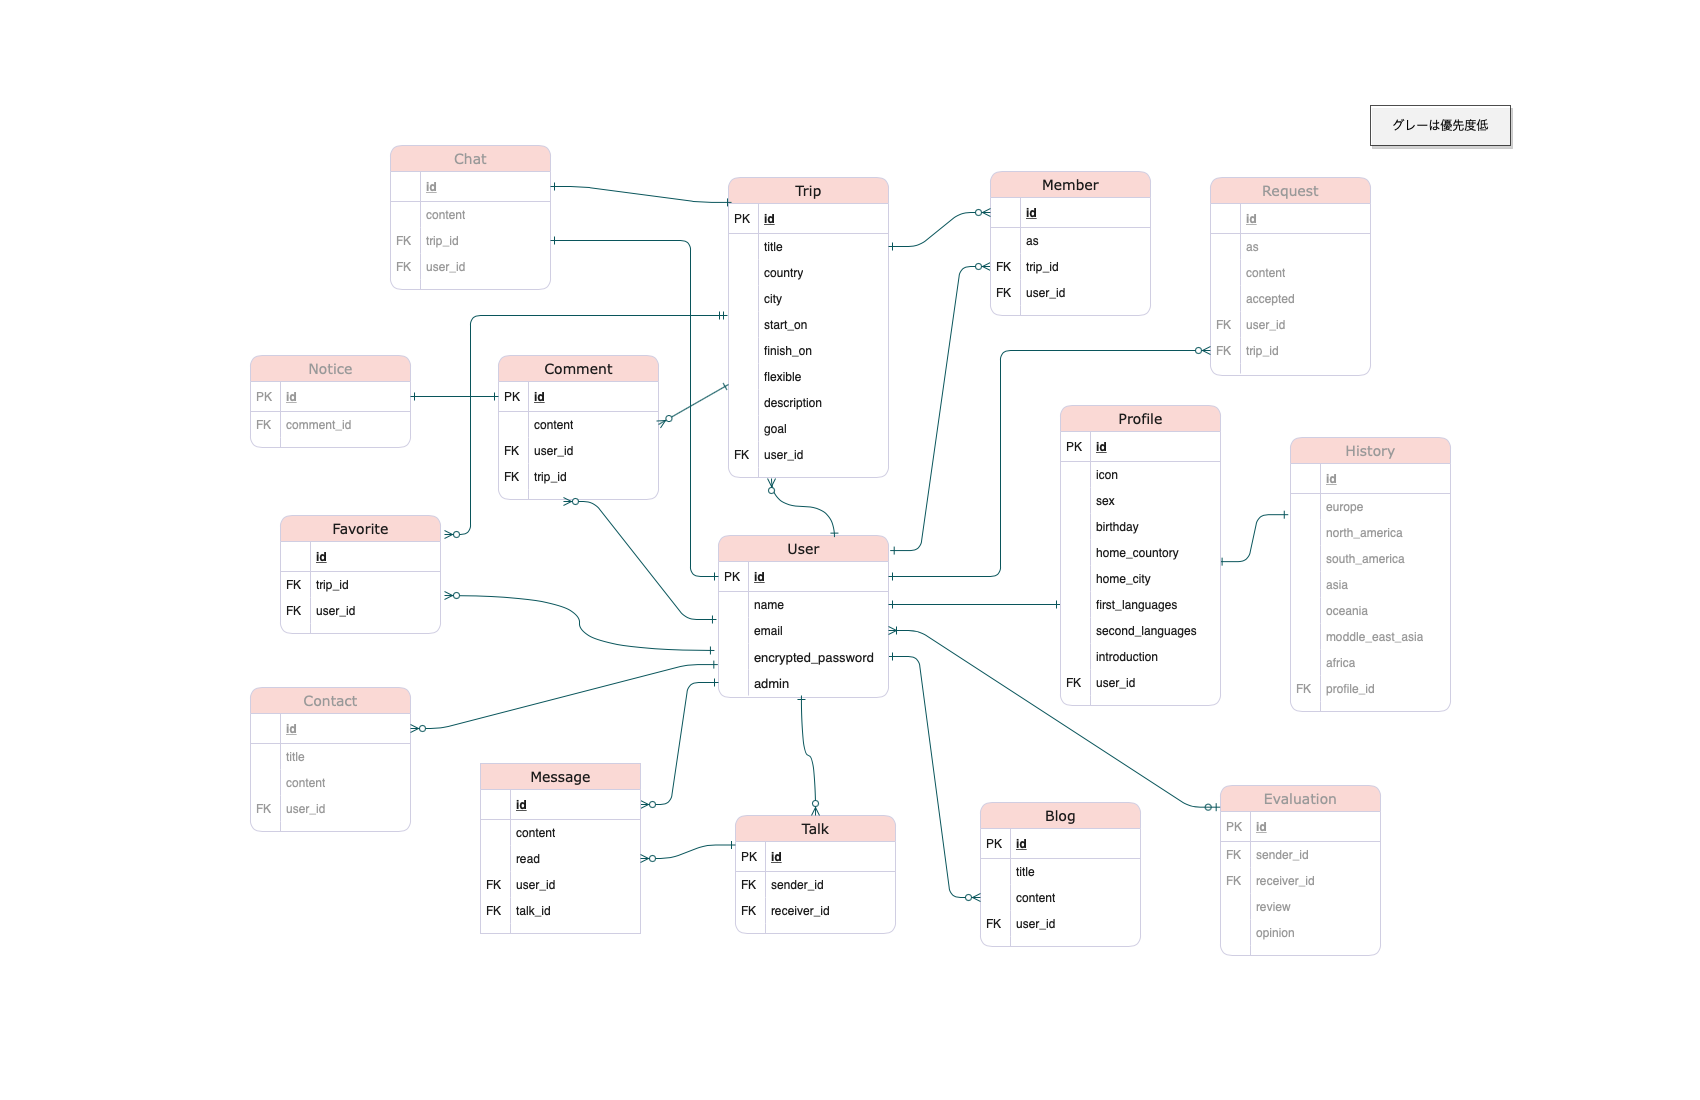 グレーは優先度低
Chat
id
content
FK trip_id
FK user_id
Trip
PK id
title
country
city
start_on
finish_on
flexible
description
goal
FK user_id
Member
id
as
FK trip_id
FK user_id
Request
id
as
content
accepted
FK user_id
FK trip_id
Notice
PK id
FK comment_id
Comment
PK id
content
FK user_id
FK trip_id
Profile
PK id
icon
sex
birthday
home_countory
home_city
first_languages
second_languages
introduction
FK user_id
History
id
europe
north_america
south_america
asia
oceania
moddle_east_asia
africa
FK profile_id
Favorite
id
FK trip_id
FK user_id
User
PK id
name
email
encrypted_password
admin
Contact
id
title
content
FK user_id
Message
id
content
read
FK user_id
FK talk_id
Talk
PK id
FK sender_id
FK receiver_id
Blog
PK id
title
content
FK user_id
Evaluation
PK id
FK sender_id
FK receiver_id
review
opinion